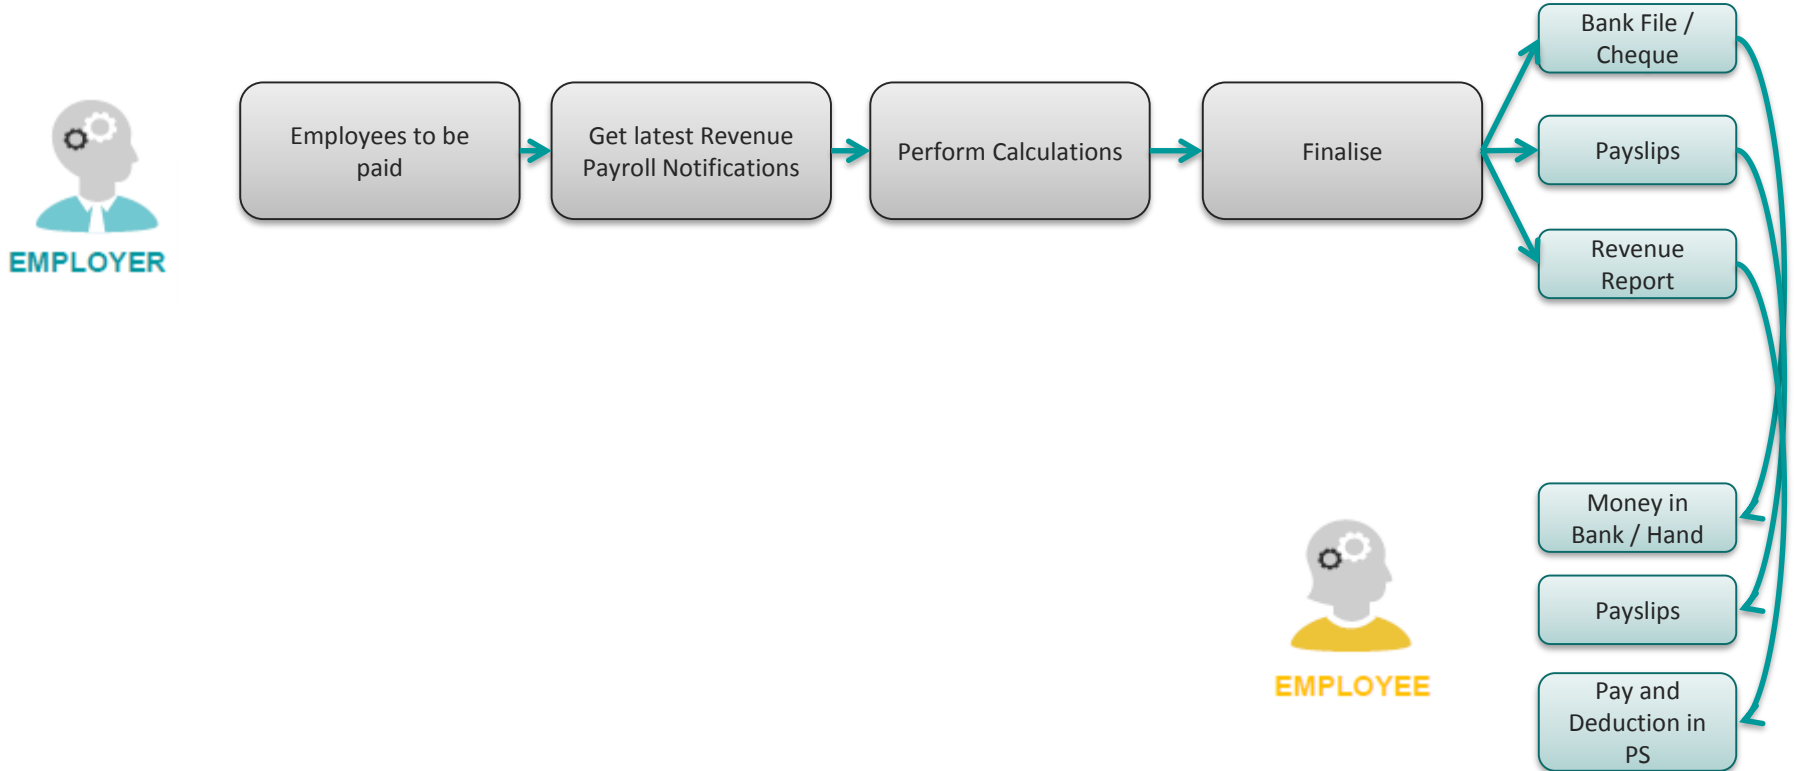 EMPLOYER
Employees to be
paid
Get latest Revenue
Payroll Notifications
Perform Calculations
Finalise
Bank File /
Cheque
Payslips
Revenue
Report
EMPLOYEE
Money in
Bank / Hand
Payslips
Pay and
Deduction in
PS